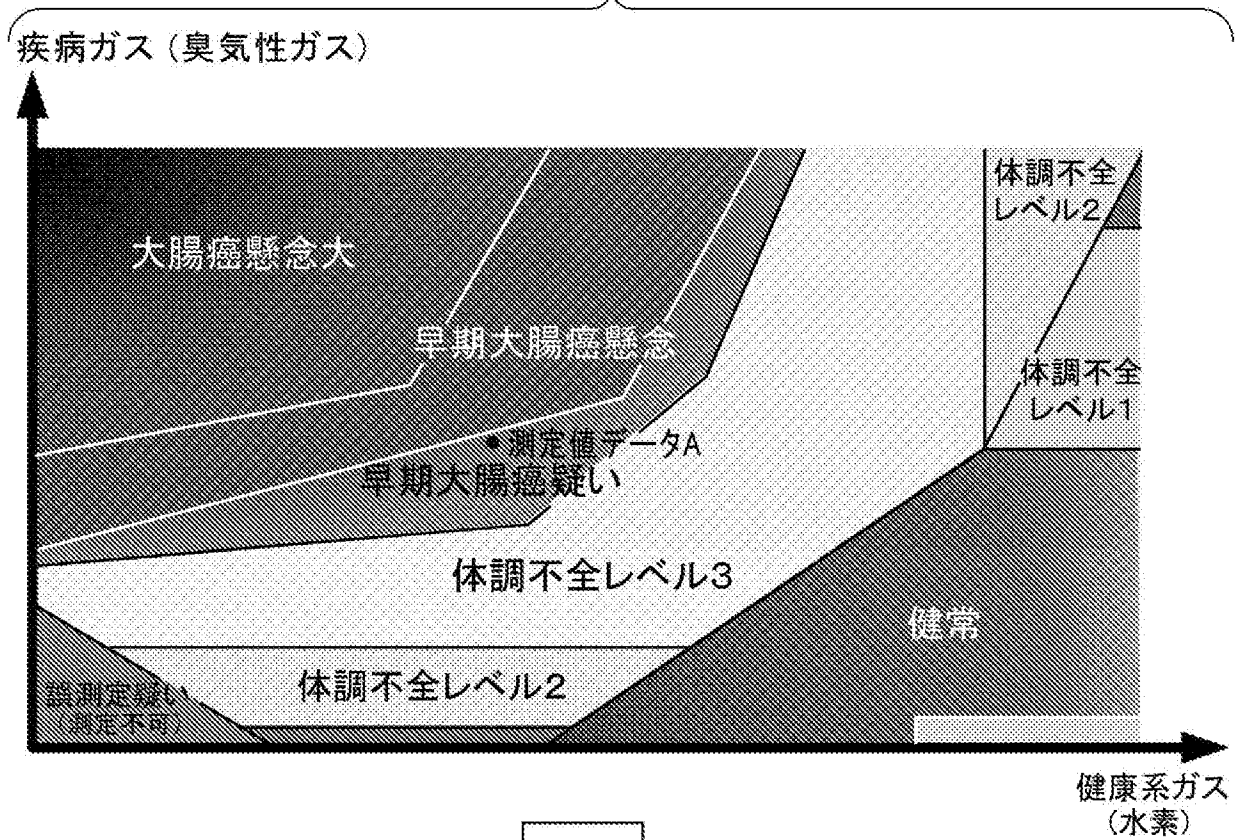 疾病ガス（臭気性ガス）
体調不全
レベル2
大腸癌懸念大
早期大腸癌懸念
体調不全
レベル1
測定値データA
早期大腸癌疑い
体調不全レベル3
健常
体調不全レベル2
誤測定疑い
（測定不可）
健康系ガス
（水素）